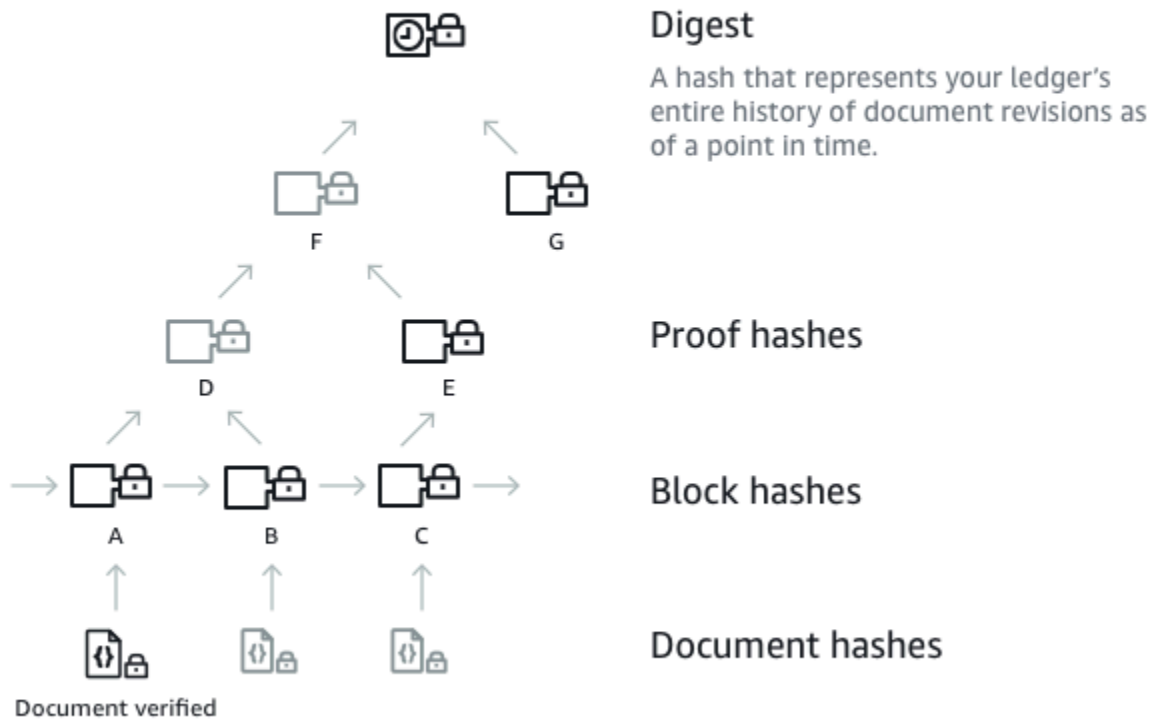 Digest
A hash that represents your ledger's
entire history of document revisions as
of a point in time.
F
G
Proof hashes
D
E
Block hashes
A
B
C
Document hashes
{}
{}
{}
Document verified